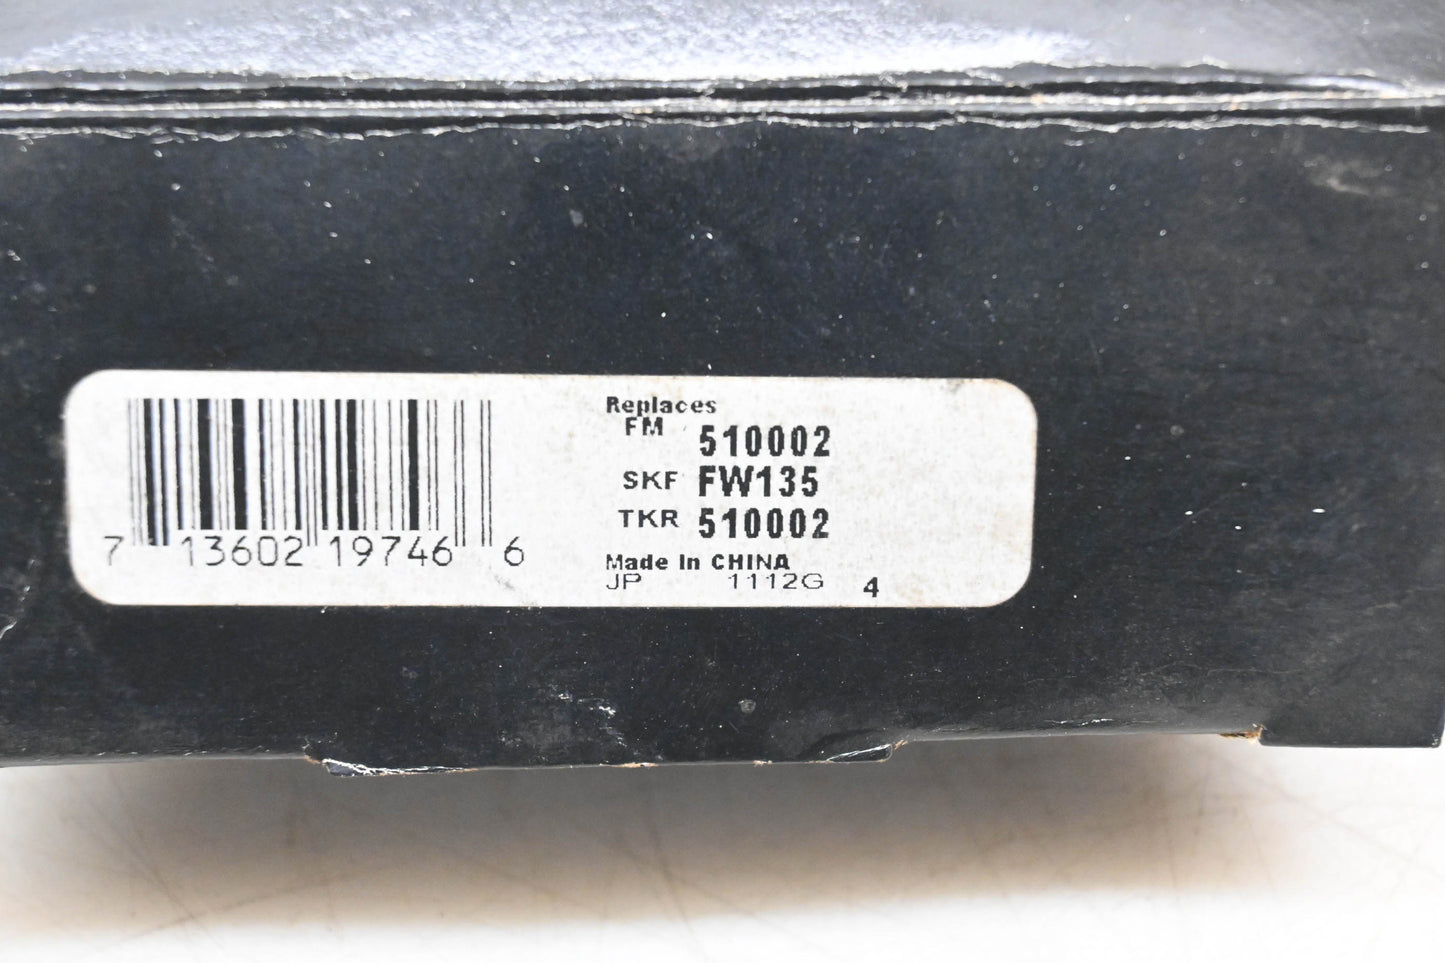 Replaces
FM 510002
SKF FW135
TKR 510002
Made In CHINA
JP 1112G 4
7 13602 19746 6